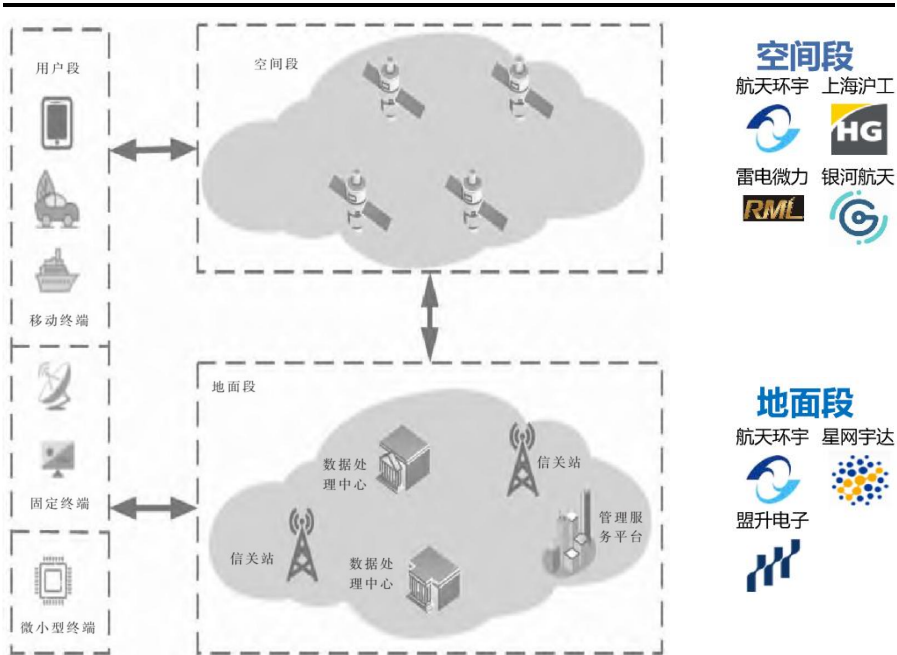 用户段
移动终端
固定终端
微小型终端
空间段
地面段
数据处
理中心
信关站
信关站
数据处
理中心
管理服
务平台
空间段
航天环宇 上海沪工
HG
雷电微力 银河航天
RML
地面段
航天环宇 星网宇达
盟升电子